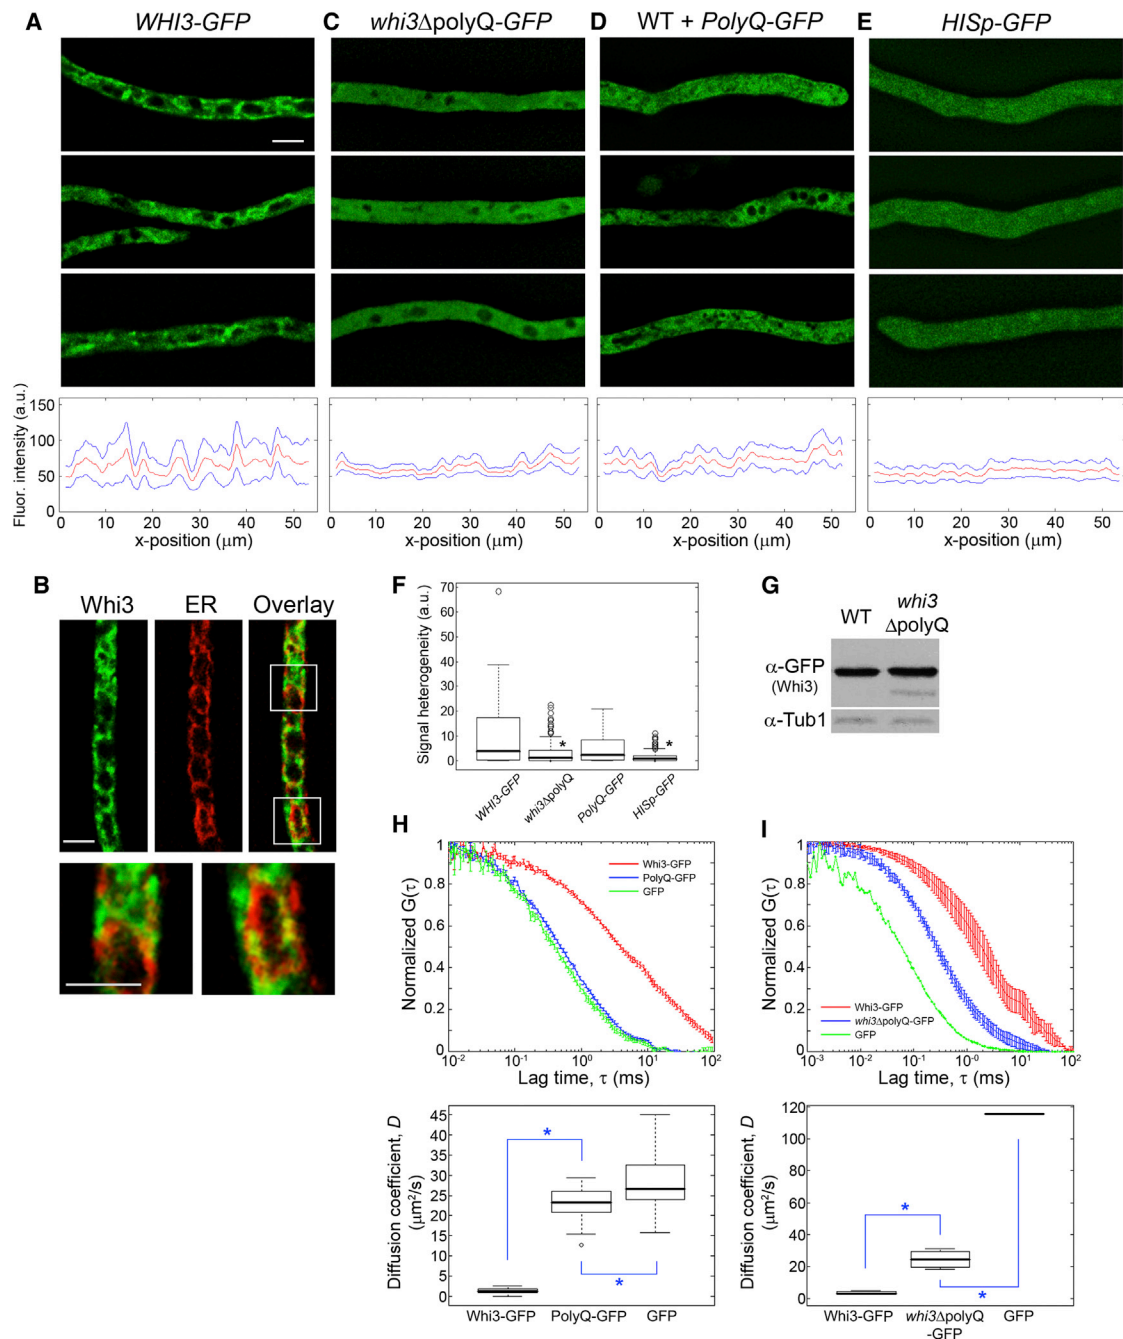 A WHI3-GFP
C whi3ΔpolyQ-GFP
D WT + PolyQ-GFP
E HISp-GFP
Fluor. intensity (a.u.)
150
100
50
0
0 10 20 30 40 50
x-position (μm)
0 10 20 30 40 50
x-position (μm)
0 10 20 30 40 50
x-position (μm)
0 10 20 30 40 50
x-position (μm)
B
Whi3 ER Overlay
F
Signal heterogeneity (a.u.)
70
60
50
40
30
20
10
0
* *
WHI3-GFP
whi3ΔpolyQ
PolyQ-GFP
HISp-GFP
G
WT whi3
ΔpolyQ
α-GFP
(Whi3)
α-Tub1
H
Normalized G(τ)
1
0.8
0.6
0.4
0.2
0
Whi3-GFP
PolyQ-GFP
GFP
10-2 10-1 100 101 102
Lag time, τ (ms)
I
Normalized G(τ)
1
0.8
0.6
0.4
0.2
0
Whi3-GFP
whi3ΔpolyQ-GFP
GFP
10-3 10-2 10-1 10-0 101 102
Lag time, τ (ms)
Diffusion coefficient, D
(μm2/s)
45
40
35
30
25
20
15
10
5
0
*
*
Whi3-GFP PolyQ-GFP GFP
Diffusion coefficient, D
(μm2/s)
120
100
80
60
40
20
0
*
*
Whi3-GFP whi3ΔpolyQ GFP
-GFP